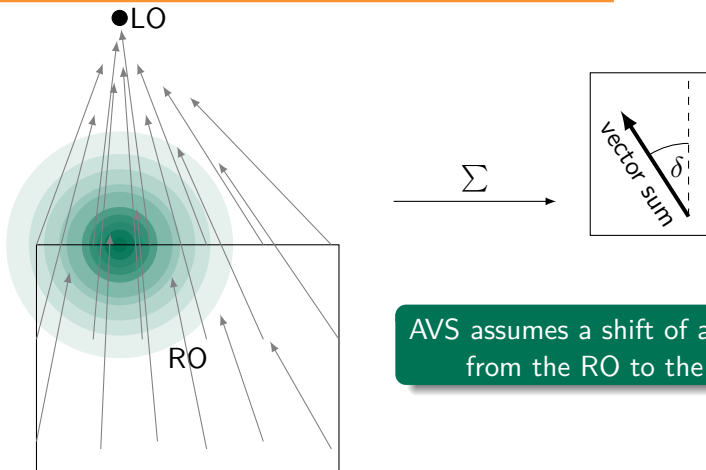 LO
RO
Σ
vector sum
δ
AVS assumes a shift of a
from the RO to the